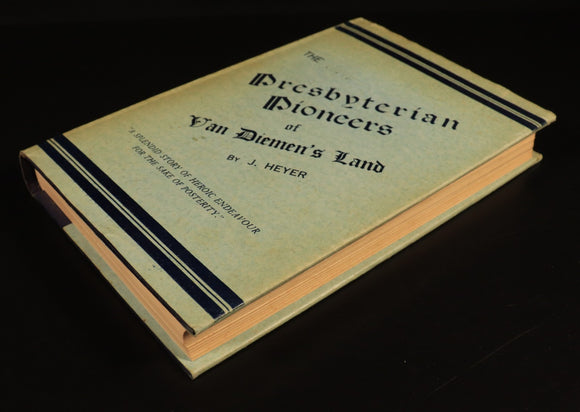 THE
Presbyterian
Pioneers
of
Van Diemen's Land
BY J. HEYER
"A SPLENDID STORY OF HEROIC ENDEAVOUR
FOR THE SAKE OF POSTERITY."